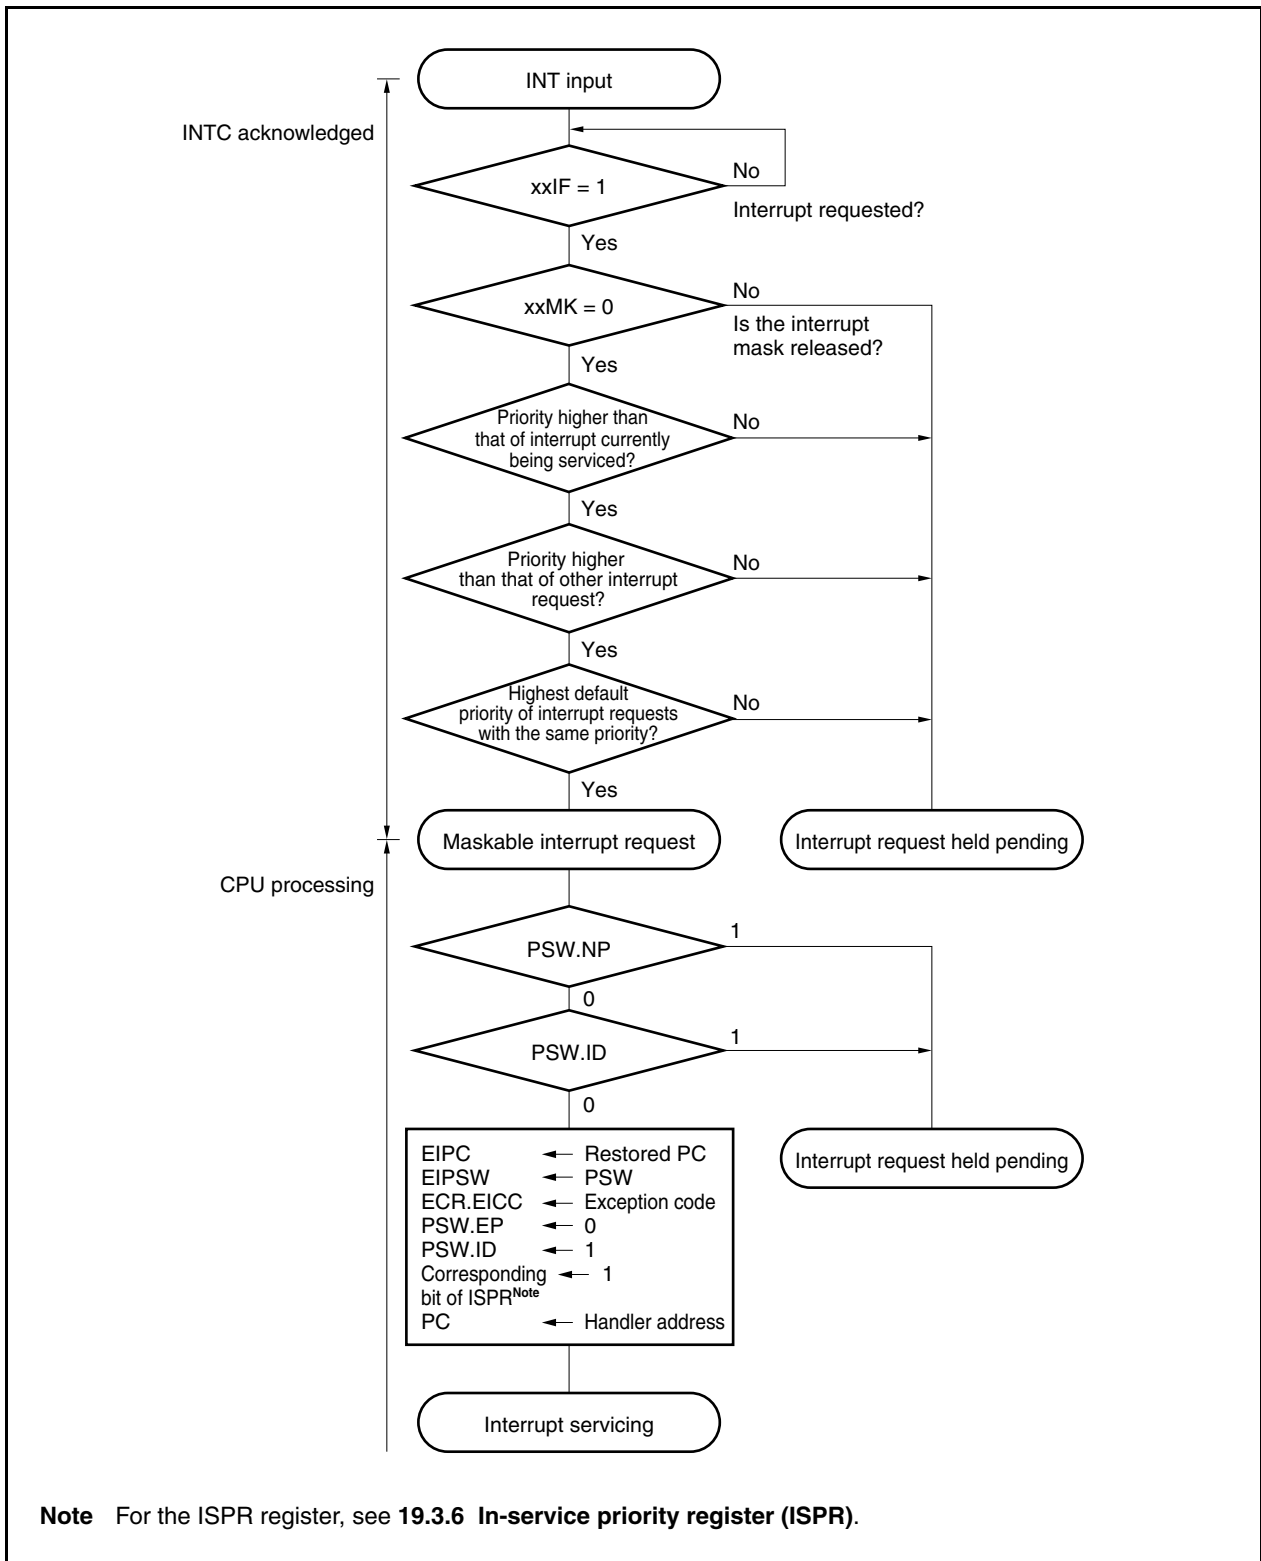 INT input
INTC acknowledged
xxIF = 1
No
Interrupt requested?
Yes
xxMK = 0
No
Is the interrupt
mask released?
Yes
Priority higher than
that of interrupt currently
being serviced?
No
Yes
Priority higher
than that of other interrupt
request?
No
Yes
Highest default
priority of interrupt requests
with the same priority?
No
Yes
Maskable interrupt request
Interrupt request held pending
CPU processing
PSW.NP
1
0
PSW.ID
1
0
EIPC ← Restored PC
EIPSW ← PSW
ECR.EICC ← Exception code
PSW.EP ← 0
PSW.ID ← 1
Corresponding ← 1
bit of ISPRNote
PC ← Handler address
Interrupt request held pending
Interrupt servicing
Note For the ISPR register, see 19.3.6 In-service priority register (ISPR).